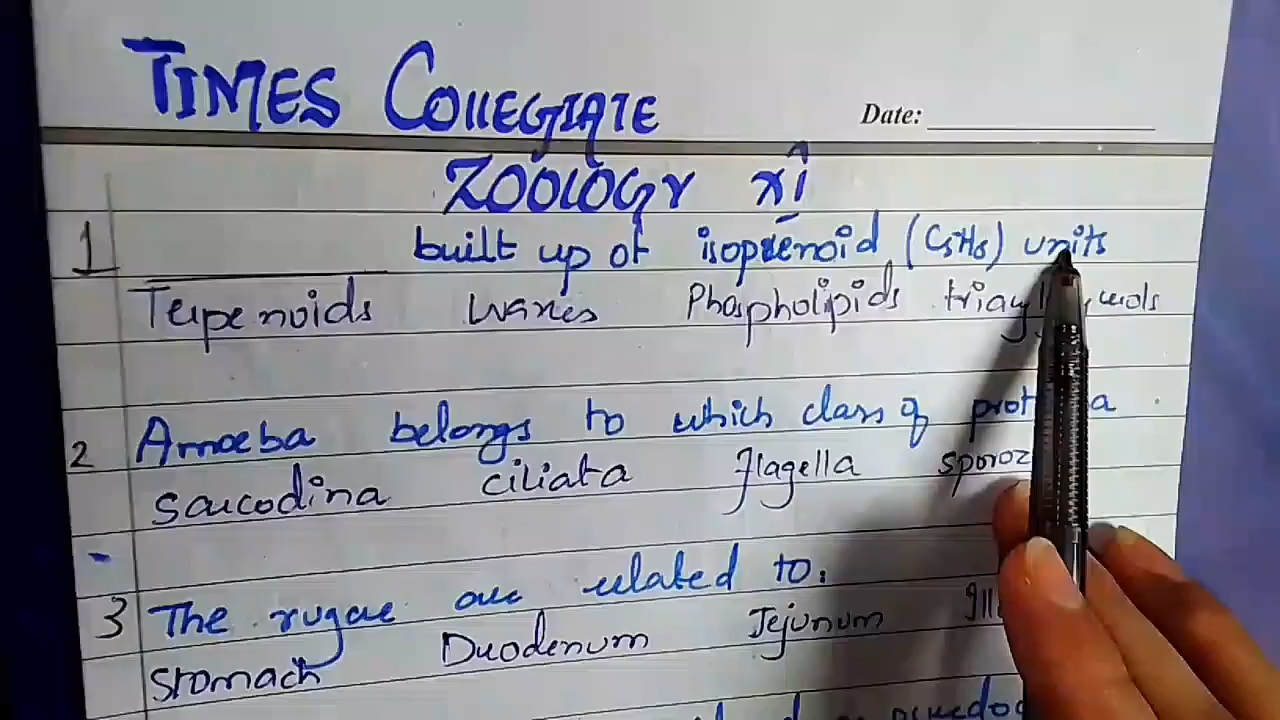 TIMES COLLEGIATE
Date:
ZOOLOGY XI
1 built up of isoprenoid (C5H8) units
Terpenoids waxes Phospholipids
2 Amoeba belongs to which class of
Sarcodina ciliata flagella
3 The rugae are related to:
Stomach Duodenum Jejunum